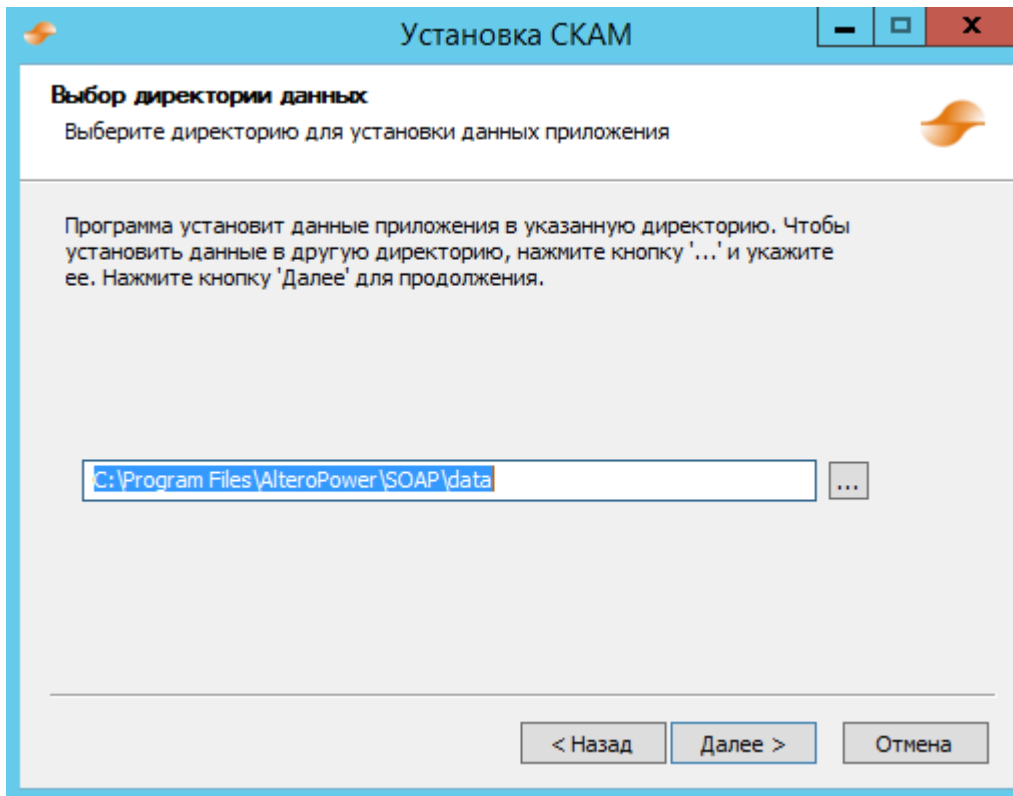 Установка СКАМ
Выбор директории данных
Выберите директорию для установки данных приложения
Программа установит данные приложения в указанную директорию. Чтобы
установить данные в другую директорию, нажмите кнопку '...' и укажите
ее. Нажмите кнопку 'Далее' для продолжения.
C:\Program Files\AlteroPower\SOAP\data
...
< Назад
Далее >
Отмена